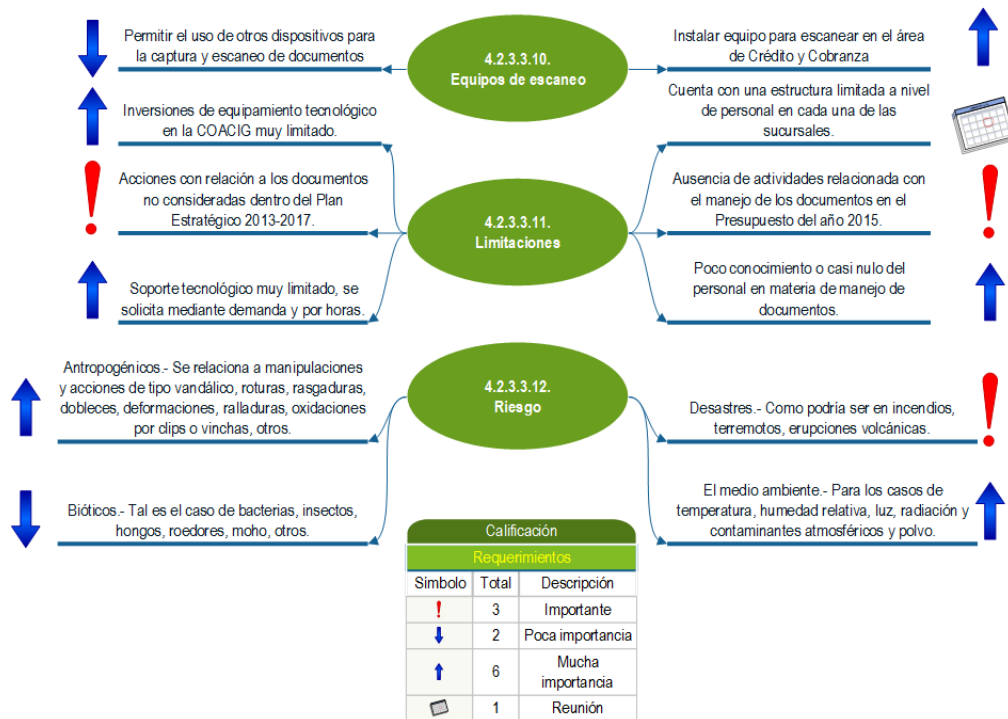 Permitir el uso de otros dispositivos para
la captura y escaneo de documentos
4.2.3.3.10.
Equipos de escaneo
Instalar equipo para escanear en el área
de Crédito y Cobranza
Inversiones de equipamiento tecnológico
en la COACIG muy limitado.
Cuenta con una estructura limitada a nivel
de personal en cada una de las
sucursales.
Acciones con relación a los documentos
no consideradas dentro del Plan
Estratégico 2013-2017.
4.2.3.3.11.
Limitaciones
Ausencia de actividades relacionada con
el manejo de los documentos en el
Presupuesto del año 2015.
Soporte tecnológico muy limitado, se
solicita mediante demanda y por horas.
Poco conocimiento o casi nulo del
personal en materia de manejo de
documentos.
Antropogénicos.- Se relaciona a manipulaciones
y acciones de tipo vandálico, roturas, rasgaduras,
dobleces, deformaciones, ralladuras, oxidaciones
por clips o vinchas, otros.
4.2.3.3.12.
Riesgo
Desastres.- Como podría ser en incendios,
terremotos, erupciones volcánicas.
Bióticos.- Tal es el caso de bacterias, insectos,
hongos, roedores, moho, otros.
El medio ambiente.- Para los casos de
temperatura, humedad relativa, luz, radiación y
contaminantes atmosféricos y polvo.
Calificación
Requerimientos
Símbolo Total Descripción
3 Importante
2 Poca importancia
6 Mucha
importancia
1 Reunión